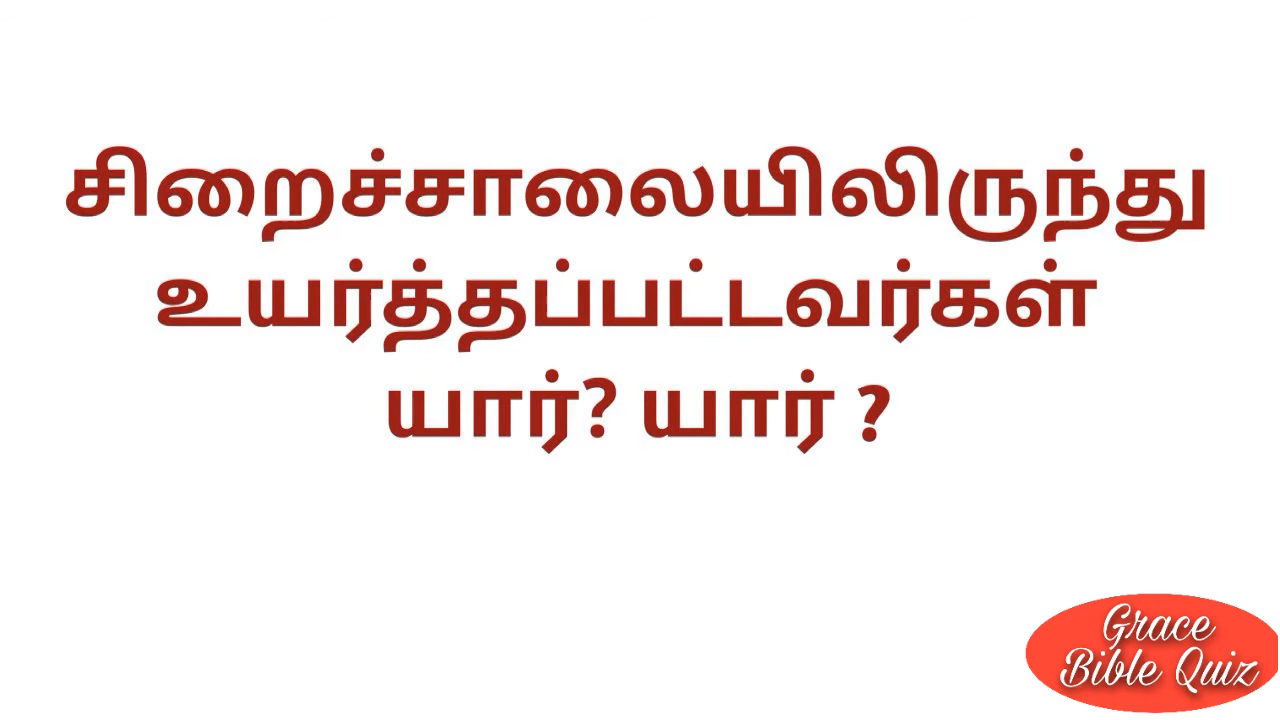 சிறைச்சாலையிலிருந்து
உயர்த்தப்பட்டவர்கள்
யார்? யார் ?
Grace
Bible Quiz